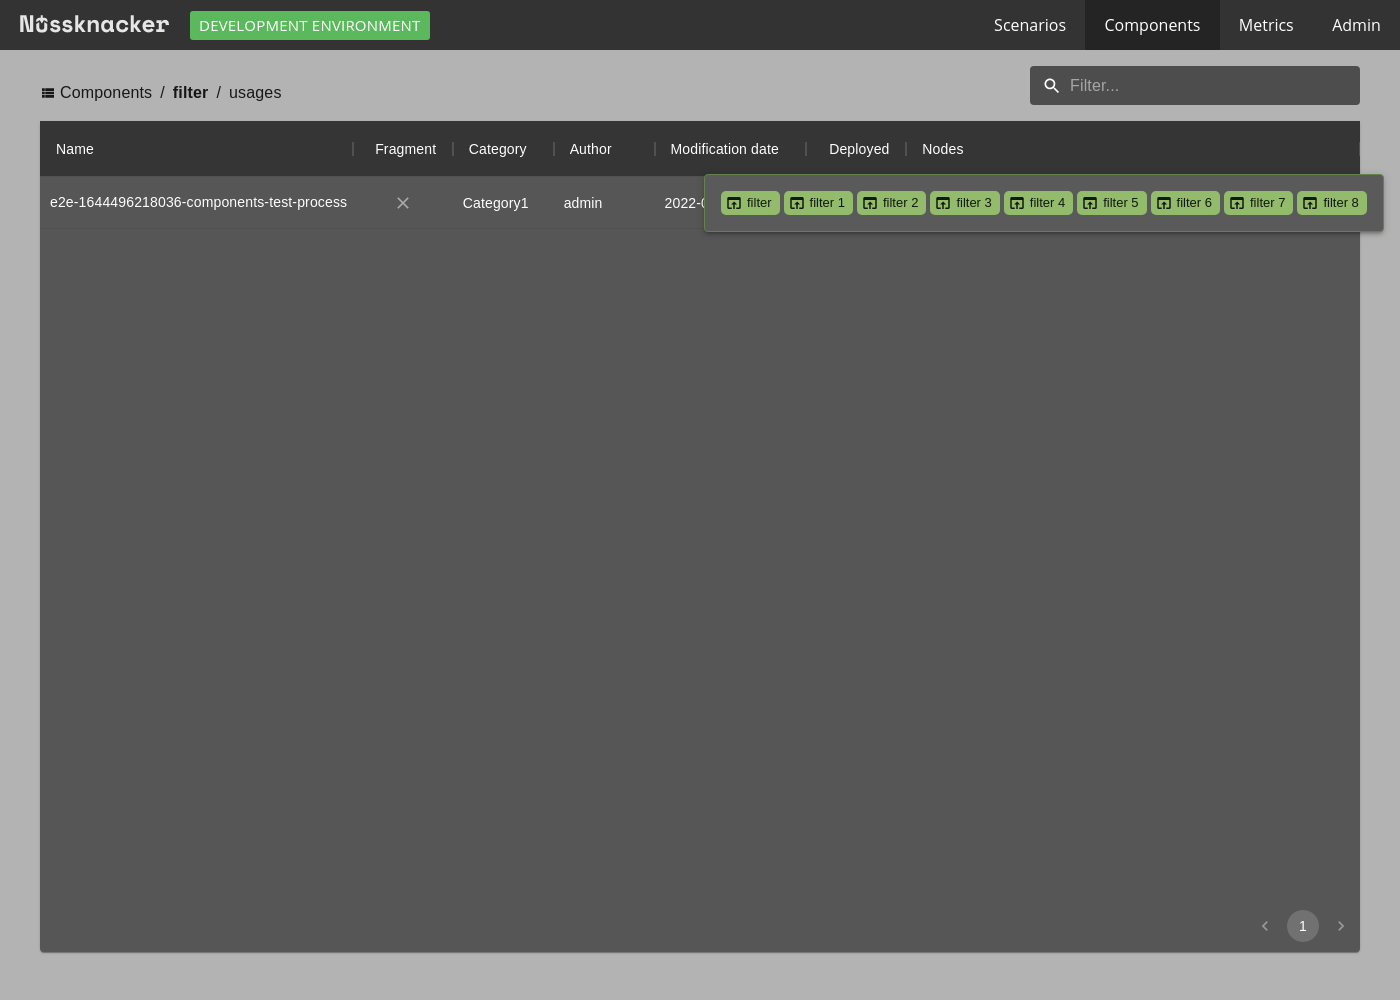 Nussknacker DEVELOPMENT ENVIRONMENT Scenarios Components Metrics Admin
Components / filter / usages
Filter...
Name Fragment Category Author Modification date Deployed Nodes
e2e-1644496218036-components-test-process Category1 admin 2022-0 filter filter 1 filter 2 filter 3 filter 4 filter 5 filter 6 filter 7 filter 8
1